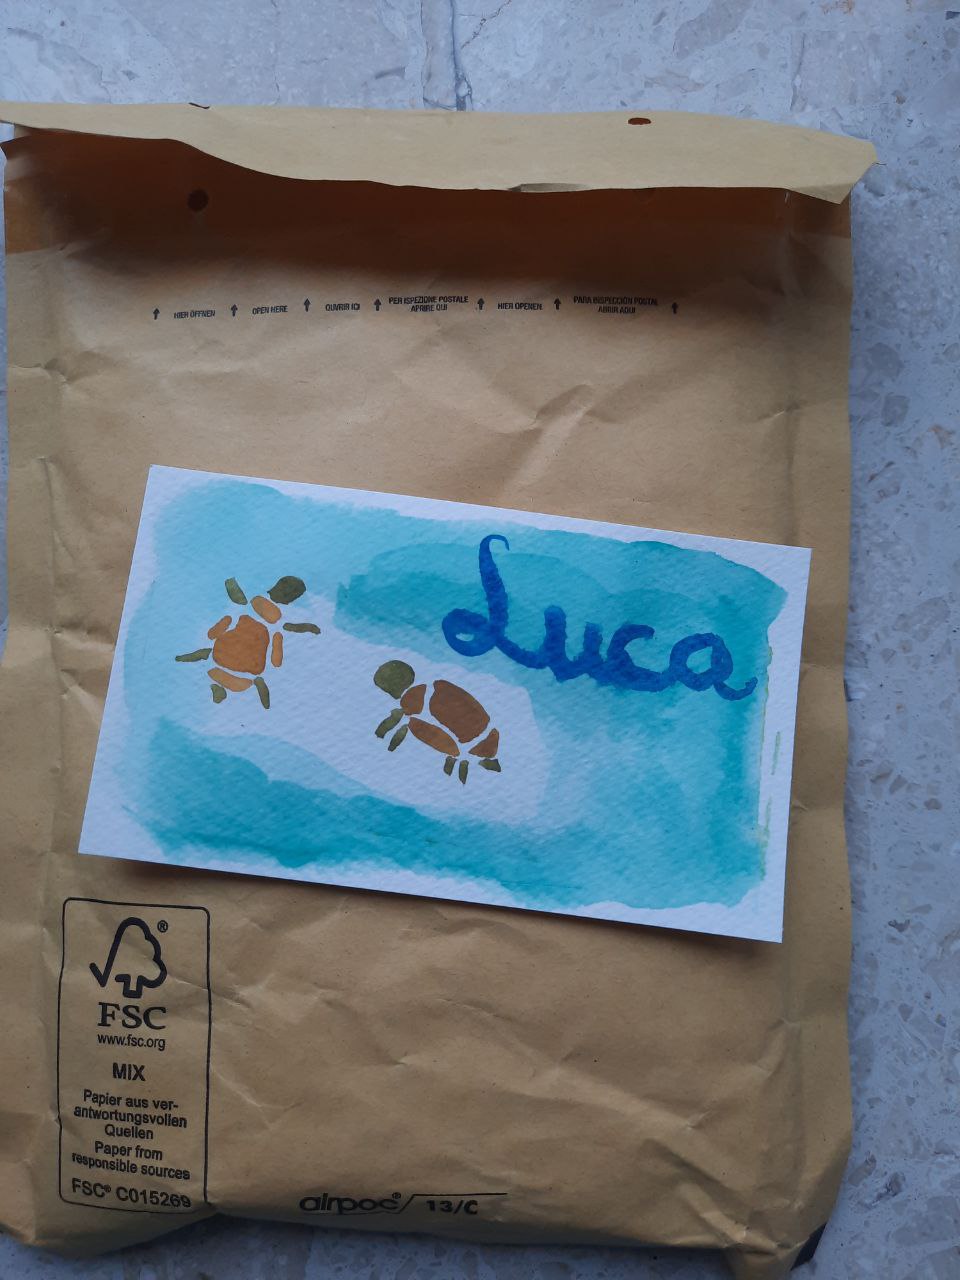 HIER ÖFFNEN OPEN HERE OUVRIR ICI PER ISPEZIONE POSTALE APRIRE QUI HIER OPENEN PARA INSPECCIÓN POSTAL ABRIR AQUI
Luca
®
FSC
www.fsc.org
MIX
Papier aus ver-
antwortungsvollen
Quellen
Paper from
responsible sources
FSC® C015269
airpoc® 13/C